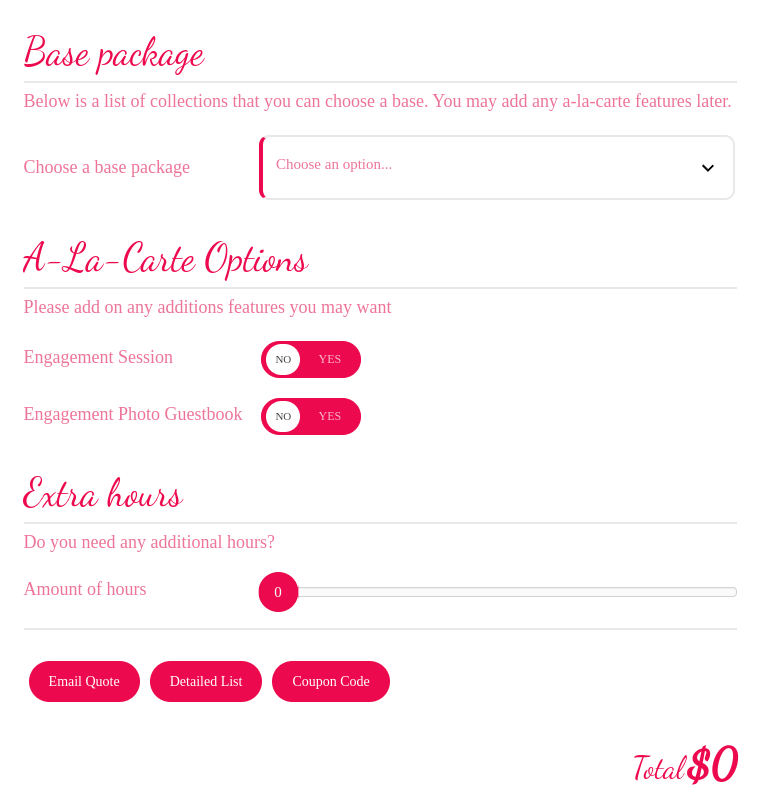 Base package
Below is a list of collections that you can choose a base. You may add any a-la-carte features later.
Choose a base package
Choose an option...
A-La-Carte Options
Please add on any additions features you may want
Engagement Session
NO YES
Engagement Photo Guestbook
NO YES
Extra hours
Do you need any additional hours?
Amount of hours
0
Email Quote Detailed List Coupon Code
Total $0